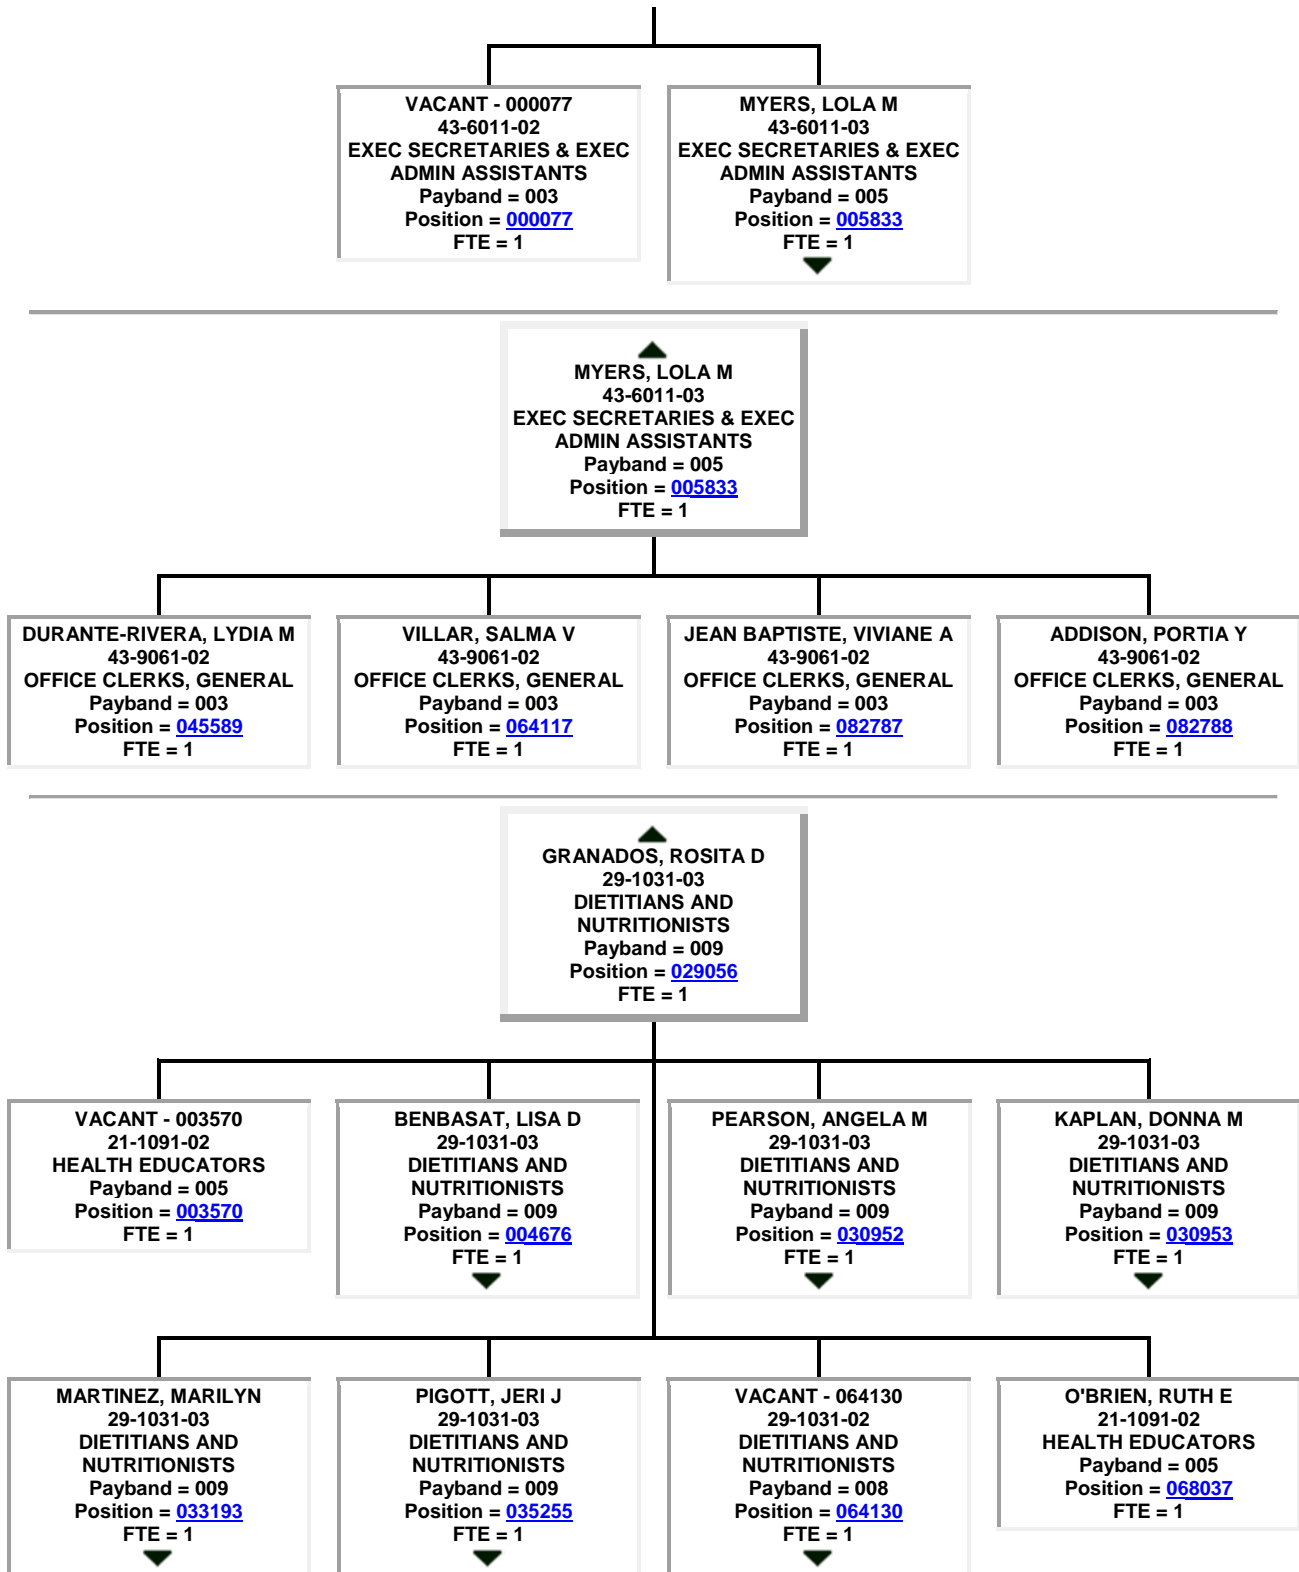 VACANT - 000077
43-6011-02
EXEC SECRETARIES & EXEC
ADMIN ASSISTANTS
Payband = 003
Position = 000077
FTE = 1
MYERS, LOLA M
43-6011-03
EXEC SECRETARIES & EXEC
ADMIN ASSISTANTS
Payband = 005
Position = 005833
FTE = 1
MYERS, LOLA M
43-6011-03
EXEC SECRETARIES & EXEC
ADMIN ASSISTANTS
Payband = 005
Position = 005833
FTE = 1
DURANTE-RIVERA, LYDIA M
43-9061-02
OFFICE CLERKS, GENERAL
Payband = 003
Position = 045589
FTE = 1
VILLAR, SALMA V
43-9061-02
OFFICE CLERKS, GENERAL
Payband = 003
Position = 064117
FTE = 1
JEAN BAPTISTE, VIVIANE A
43-9061-02
OFFICE CLERKS, GENERAL
Payband = 003
Position = 082787
FTE = 1
ADDISON, PORTIA Y
43-9061-02
OFFICE CLERKS, GENERAL
Payband = 003
Position = 082788
FTE = 1
GRANADOS, ROSITA D
29-1031-03
DIETITIANS AND
NUTRITIONISTS
Payband = 009
Position = 029056
FTE = 1
VACANT - 003570
21-1091-02
HEALTH EDUCATORS
Payband = 005
Position = 003570
FTE = 1
BENBASAT, LISA D
29-1031-03
DIETITIANS AND
NUTRITIONISTS
Payband = 009
Position = 004676
FTE = 1
PEARSON, ANGELA M
29-1031-03
DIETITIANS AND
NUTRITIONISTS
Payband = 009
Position = 030952
FTE = 1
KAPLAN, DONNA M
29-1031-03
DIETITIANS AND
NUTRITIONISTS
Payband = 009
Position = 030953
FTE = 1
MARTINEZ, MARILYN
29-1031-03
DIETITIANS AND
NUTRITIONISTS
Payband = 009
Position = 033193
FTE = 1
PIGOTT, JERI J
29-1031-03
DIETITIANS AND
NUTRITIONISTS
Payband = 009
Position = 035255
FTE = 1
VACANT - 064130
29-1031-02
DIETITIANS AND
NUTRITIONISTS
Payband = 008
Position = 064130
FTE = 1
O'BRIEN, RUTH E
21-1091-02
HEALTH EDUCATORS
Payband = 005
Position = 068037
FTE = 1